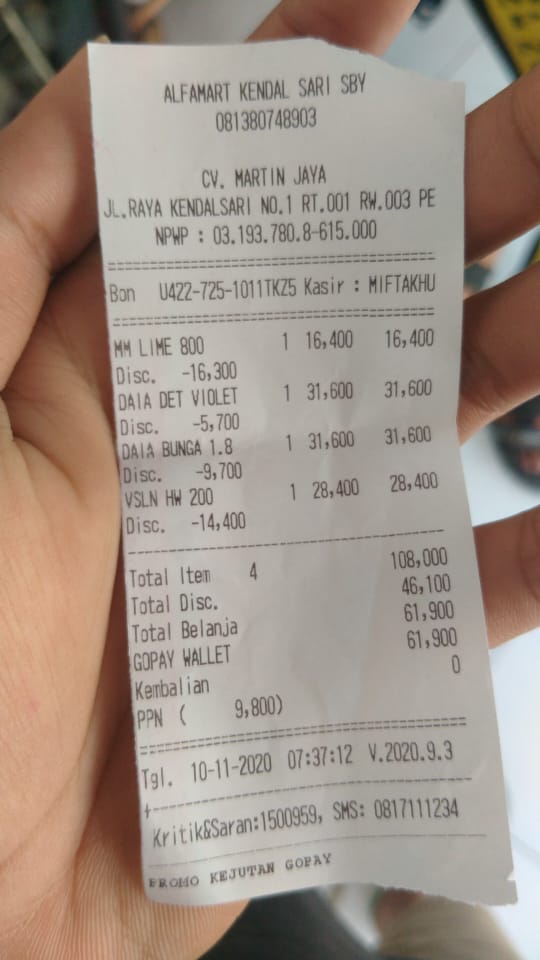 ALFAMART KENDAL SARI SBY
081380748903
CV. MARTIN JAYA
JL.RAYA KENDALSARI NO.1 RT.001 RW.003 PE
NPWP : 03.193.780.8-615.000
Bon U422-725-1011TKZ5 Kasir : MIFTAKHU
MM LIME 800 1 16,400 16,400
Disc. -16,300
DAIA DET VIOLET 1 31,600 31,600
Disc. -5,700
DAIA BUNGA 1.8 1 31,600 31,600
Disc. -9,700
VSLN HW 200 1 28,400 28,400
Disc. -14,400
Total Item 4 108,000
Total Disc. 46,100
Total Belanja 61,900
GOPAY WALLET 61,900
Kembalian 0
PPN ( 9,800)
Tgl. 10-11-2020 07:37:12 V.2020.9.3
Kritik&Saran:1500959, SMS: 0817111234
PROMO KEJUTAN GOPAY